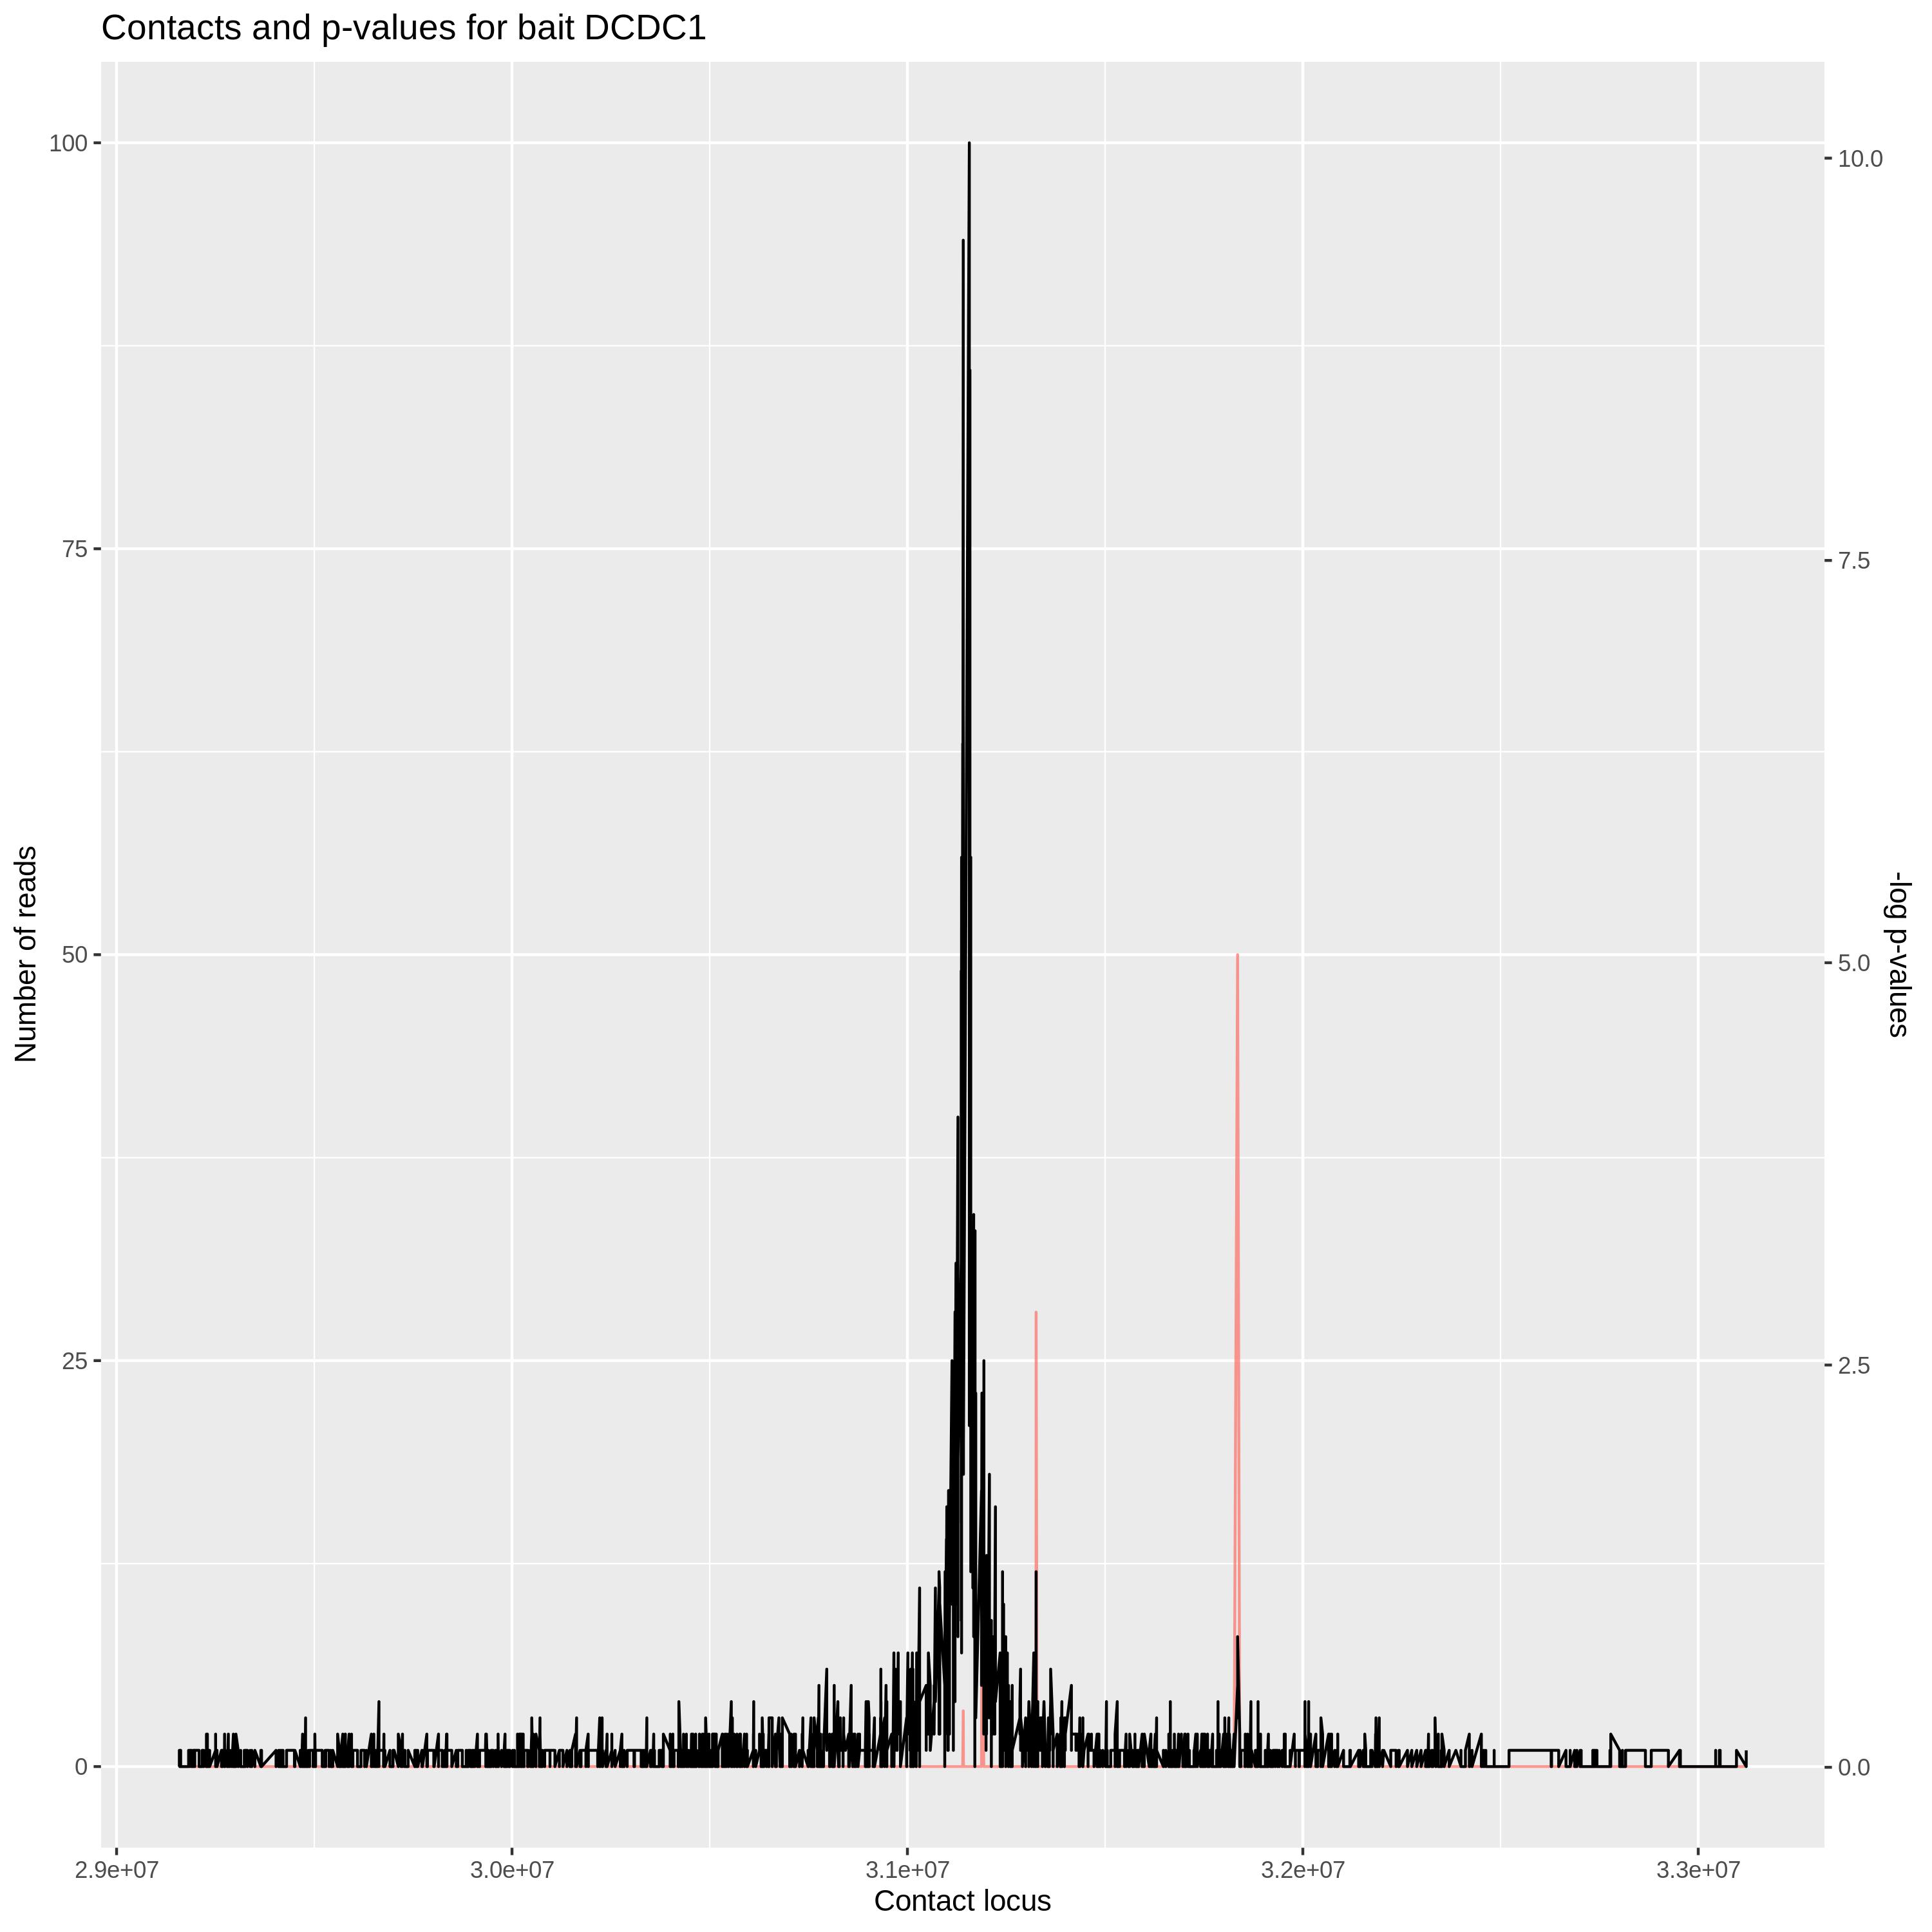 Contacts and p-values for bait DCDC1
100
75
50
25
0
Number of reads
10.0
7.5
5.0
2.5
0.0
-log p-values
2.9e+07 3.0e+07 3.1e+07 3.2e+07 3.3e+07
Contact locus